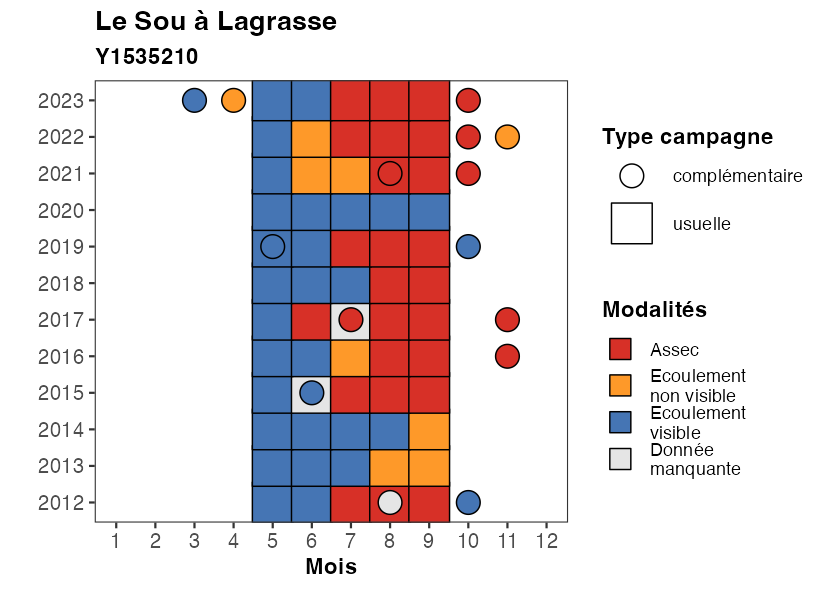 Le Sou à Lagrasse
Y1535210
2023
2022
2021
2020
2019
2018
2017
2016
2015
2014
2013
2012
1 2 3 4 5 6 7 8 9 10 11 12
Mois
Type campagne
complémentaire
usuelle
Modalités
Assec
Ecoulement
non visible
Ecoulement
visible
Donnée
manquante